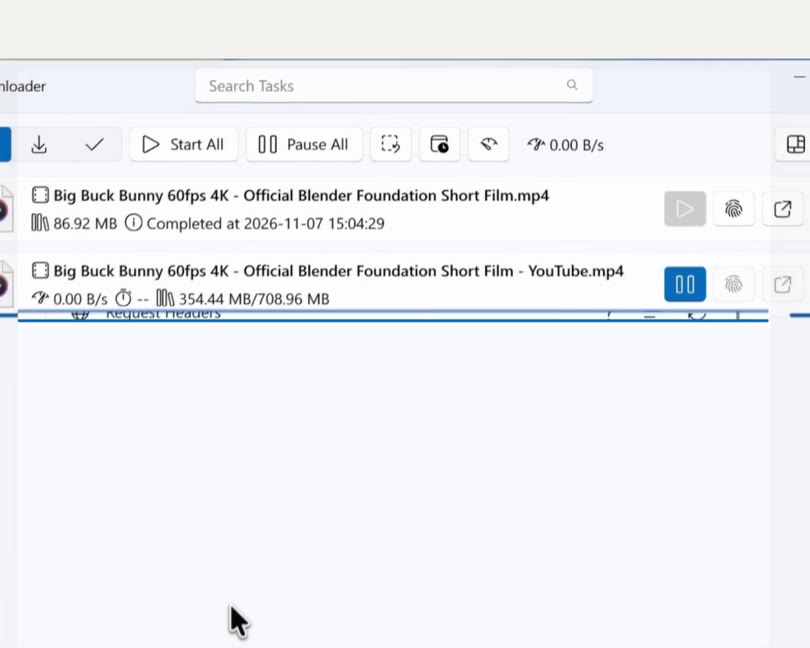 nloader
Search Tasks
Start All
Pause All
0.00 B/s
Big Buck Bunny 60fps 4K - Official Blender Foundation Short Film.mp4
86.92 MB Completed at 2026-11-07 15:04:29
Big Buck Bunny 60fps 4K - Official Blender Foundation Short Film - YouTube.mp4
0.00 B/s -- 354.44 MB/708.96 MB
Request Headers